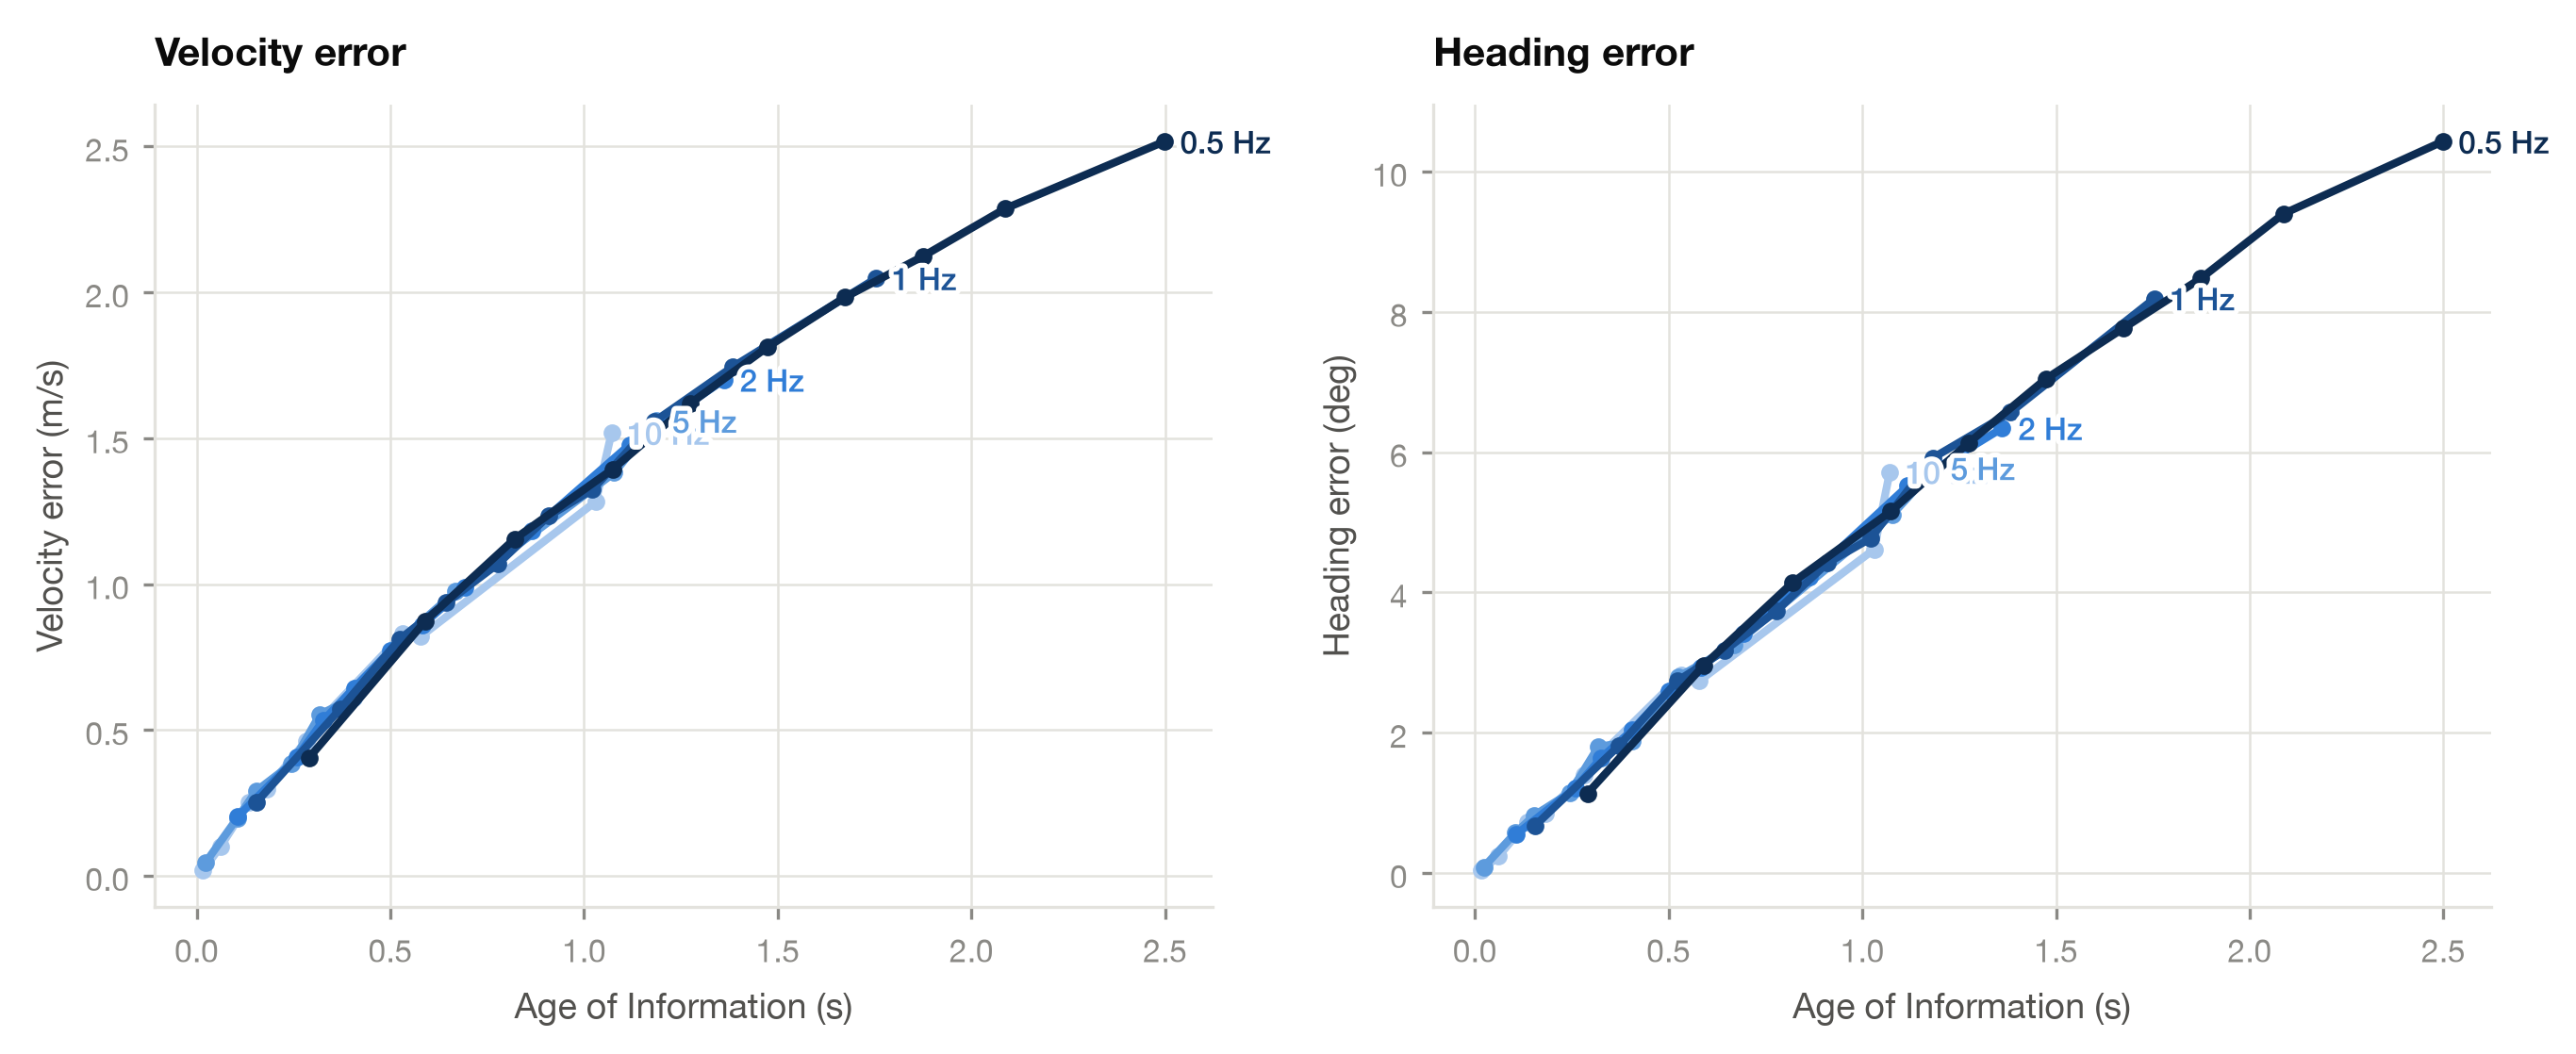 Velocity error
Velocity error (m/s)
2.5
2.0
1.5
1.0
0.5
0.0
0.5 Hz
1 Hz
2 Hz
5 Hz
10 Hz
0.0 0.5 1.0 1.5 2.0 2.5
Age of Information (s)
Heading error
Heading error (deg)
10
8
6
4
2
0
0.5 Hz
1 Hz
2 Hz
5 Hz
10
0.0 0.5 1.0 1.5 2.0 2.5
Age of Information (s)